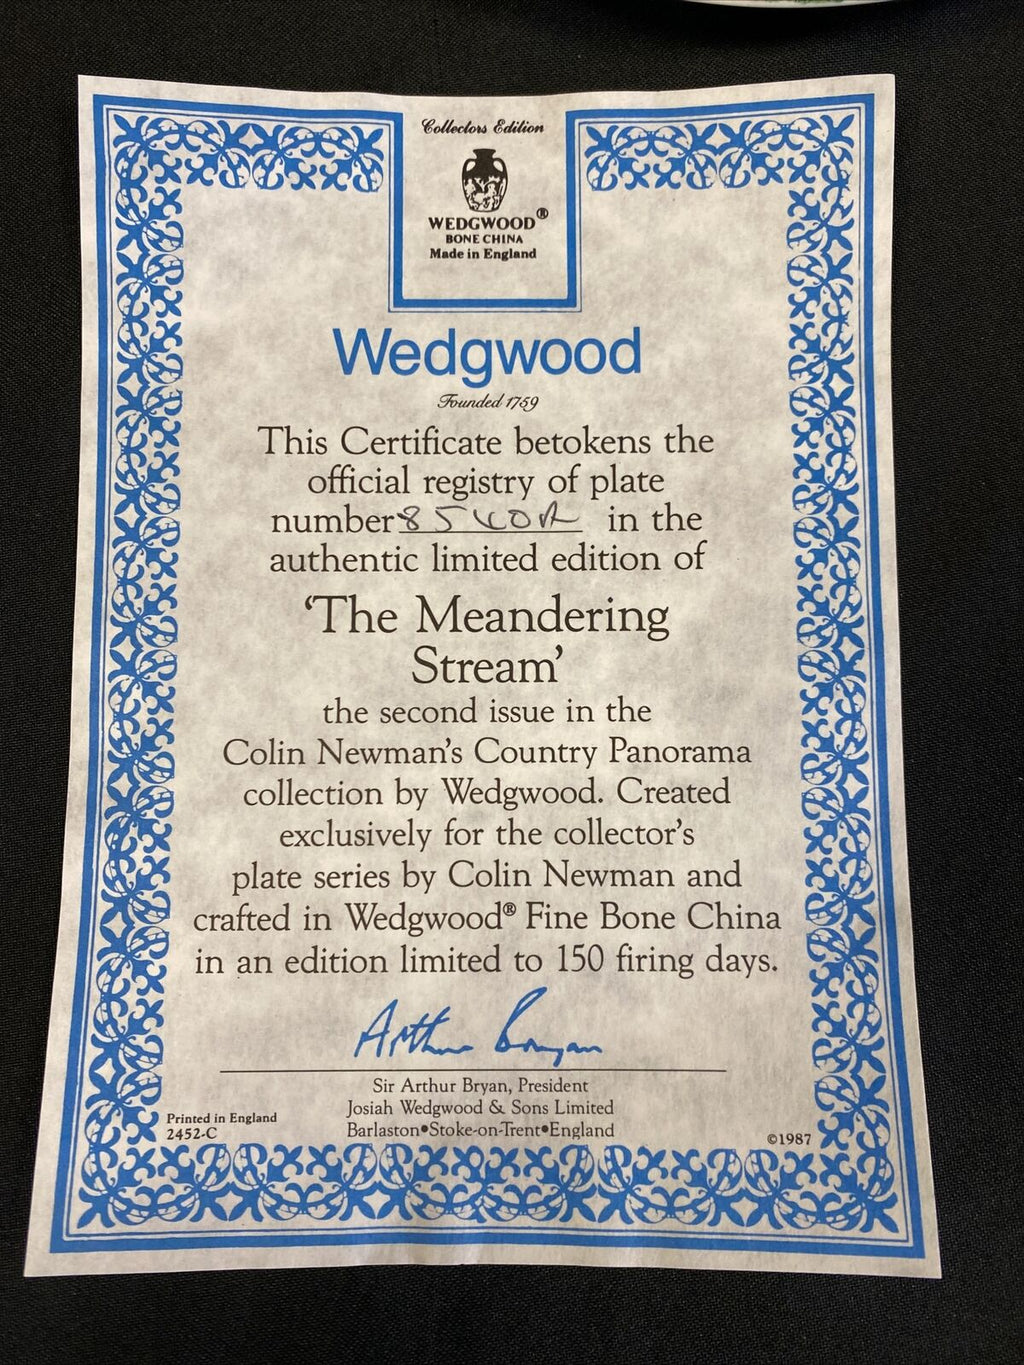 Collectors Edition
WEDGWOOD®
BONE CHINA
Made in England
Wedgwood
Founded 1759
This Certificate betokens the
official registry of plate
number in the
authentic limited edition of
‘The Meandering
Stream’
the second issue in the
Colin Newman’s Country Panorama
collection by Wedgwood. Created
exclusively for the collector’s
plate series by Colin Newman and
crafted in Wedgwood® Fine Bone China
in an edition limited to 150 firing days.
Arthur Bryan
Sir Arthur Bryan, President
Josiah Wedgwood & Sons Limited
Barlaston•Stoke-on-Trent•England
Printed in England
2452-C
©1987